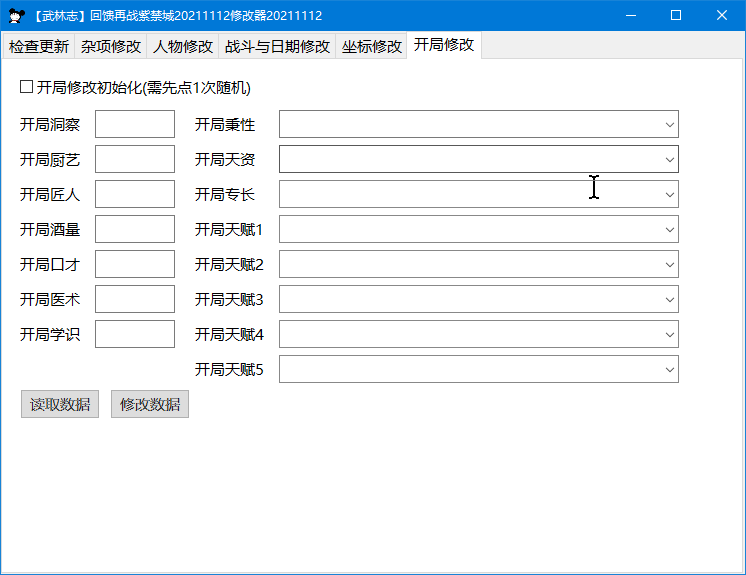 【武林志】回馈再战紫禁城20211112修改器20211112
检查更新 杂项修改 人物修改 战斗与日期修改 坐标修改 开局修改
开局修改初始化(需先点1次随机)
开局洞察 开局秉性
开局厨艺 开局天资
开局匠人 开局专长
开局酒量 开局天赋1
开局口才 开局天赋2
开局医术 开局天赋3
开局学识 开局天赋4
开局天赋5
读取数据 修改数据